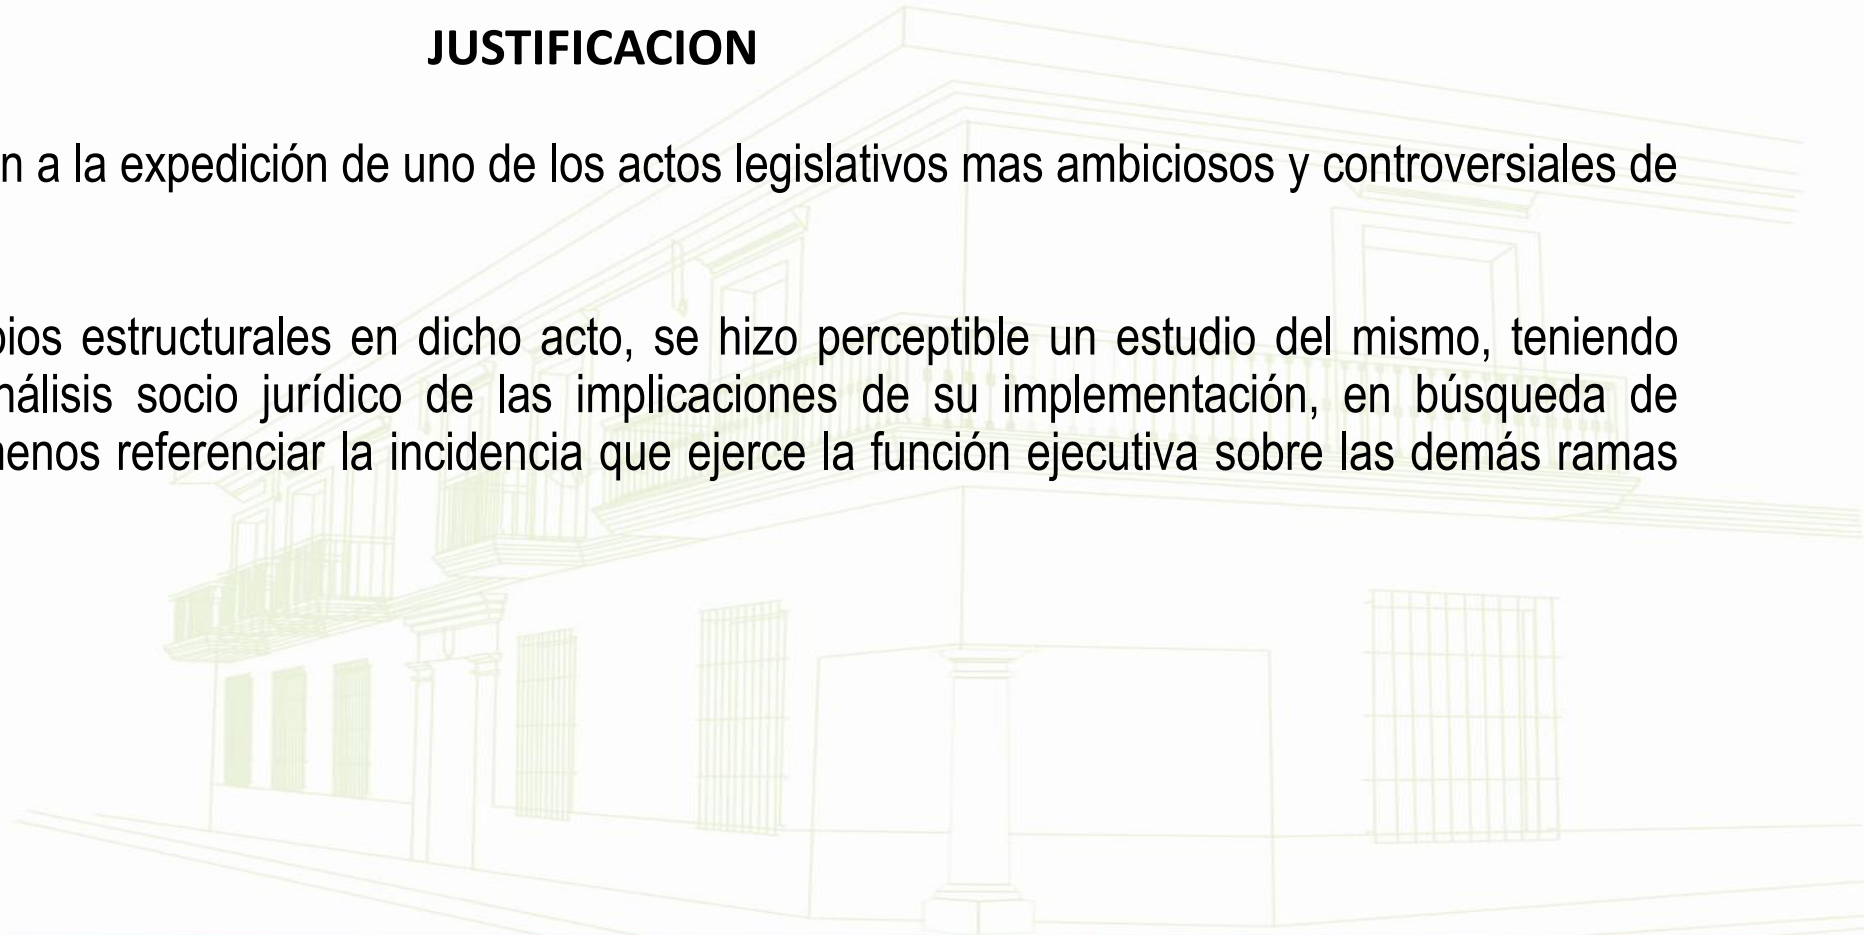 JUSTIFICACION
n a la expedición de uno de los actos legislativos mas ambiciosos y controversiales de
bios estructurales en dicho acto, se hizo perceptible un estudio del mismo, teniendo
nálisis socio jurídico de las implicaciones de su implementación, en búsqueda de
menos referenciar la incidencia que ejerce la función ejecutiva sobre las demás ramas